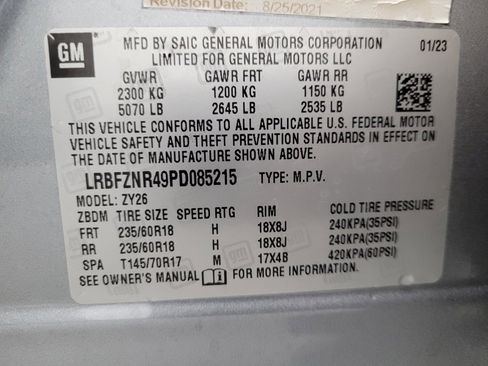 Revision Date: 8/25/2021
GM
MFD BY SAIC GENERAL MOTORS CORPORATION 01/23
LIMITED FOR GENERAL MOTORS LLC
GVWR GAWR FRT GAWR RR
2300 KG 1200 KG 1150 KG
5070 LB 2645 LB 2535 LB
THIS VEHICLE CONFORMS TO ALL APPLICABLE U.S. FEDERAL MOTOR
VEHICLE SAFETY AND THEFT PREVENTION STANDARDS IN EFFECT ON
THE DATE OF MANUFACTURE SHOWN ABOVE.
LRBFZNR49PD085215 TYPE: M.P.V.
MODEL: ZY26
ZBDM TIRE SIZE SPEED RTG RIM COLD TIRE PRESSURE
FRT 235/60R18 H 18X8J 240KPA(35PSI)
RR 235/60R18 H 18X8J 240KPA(35PSI)
SPA T145/70R17 M 17X4B 420KPA(60PSI)
SEE OWNER'S MANUAL FOR MORE INFORMATION.